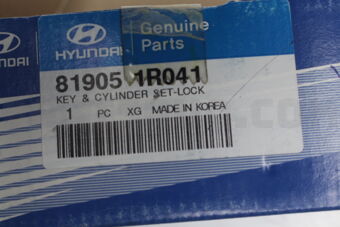 HYUNDAI
Genuine
Parts
81905-1R041
KEY & CYLINDER SET-LOCK
1 PC XG MADE IN KOREA